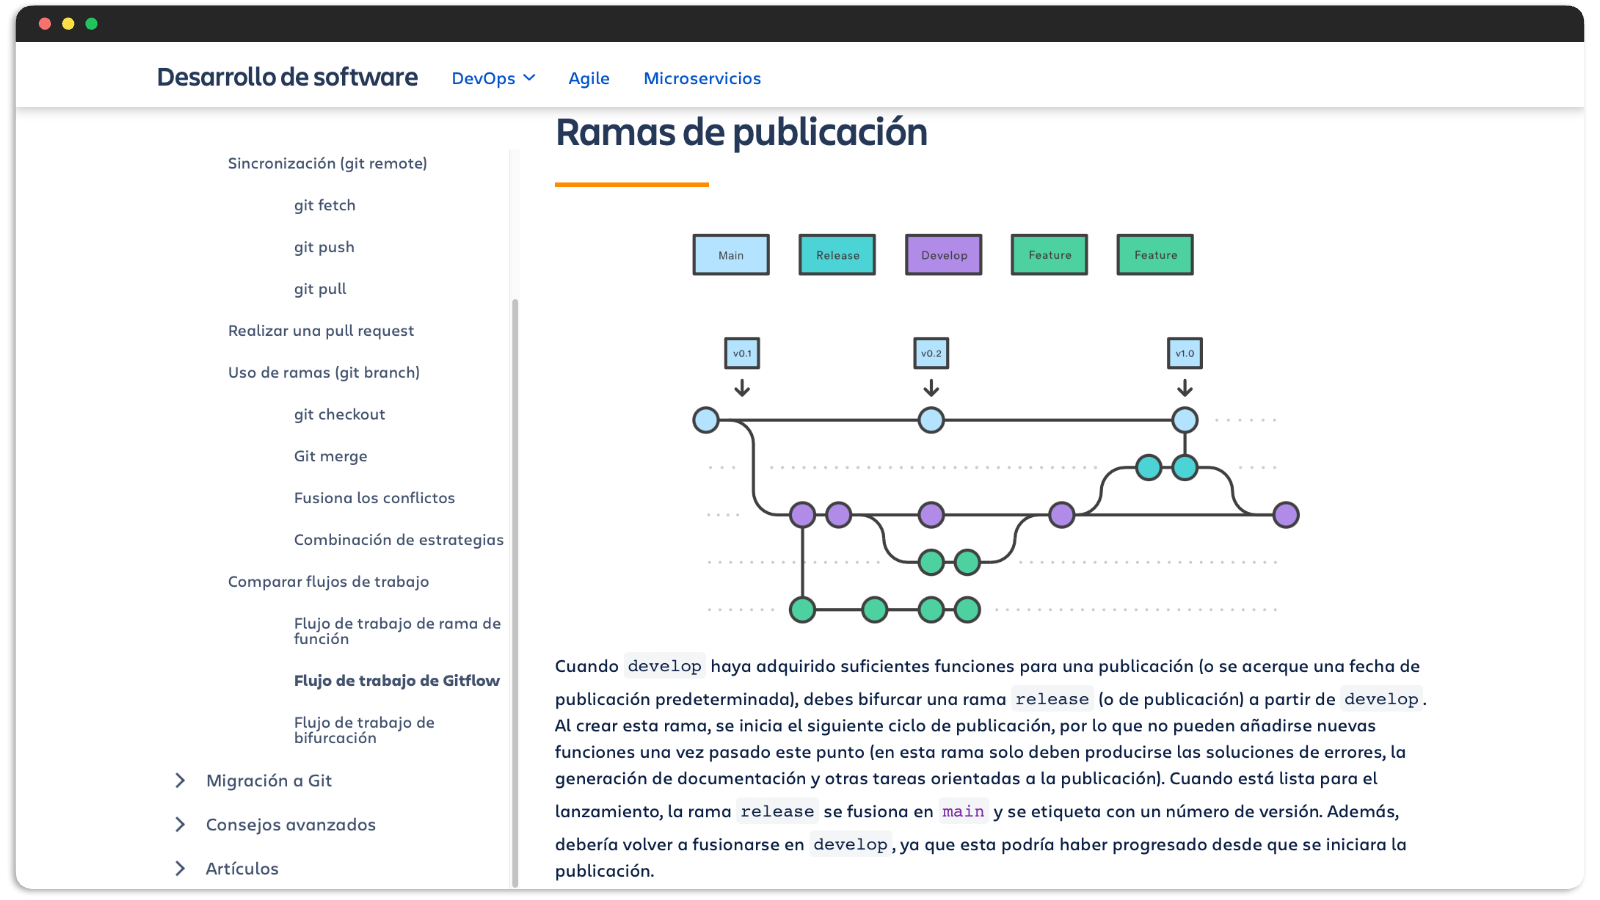 Desarrollo de software
DevOps
Agile
Microservicios
Sincronización (git remote)
git fetch
git push
git pull
Realizar una pull request
Uso de ramas (git branch)
git checkout
Git merge
Fusiona los conflictos
Combinación de estrategias
Comparar flujos de trabajo
Flujo de trabajo de rama de
función
Flujo de trabajo de Gitflow
Flujo de trabajo de
bifurcación
Migración a Git
Consejos avanzados
Artículos
Ramas de publicación
Main
Release
Develop
Feature
Feature
v0.1
v0.2
v1.0
Cuando develop haya adquirido suficientes funciones para una publicación (o se acerque una fecha de
publicación predeterminada), debes bifurcar una rama release (o de publicación) a partir de develop.
Al crear esta rama, se inicia el siguiente ciclo de publicación, por lo que no pueden añadirse nuevas
funciones una vez pasado este punto (en esta rama solo deben producirse las soluciones de errores, la
generación de documentación y otras tareas orientadas a la publicación). Cuando está lista para el
lanzamiento, la rama release se fusiona en main y se etiqueta con un número de versión. Además,
debería volver a fusionarse en develop, ya que esta podría haber progresado desde que se iniciara la
publicación.